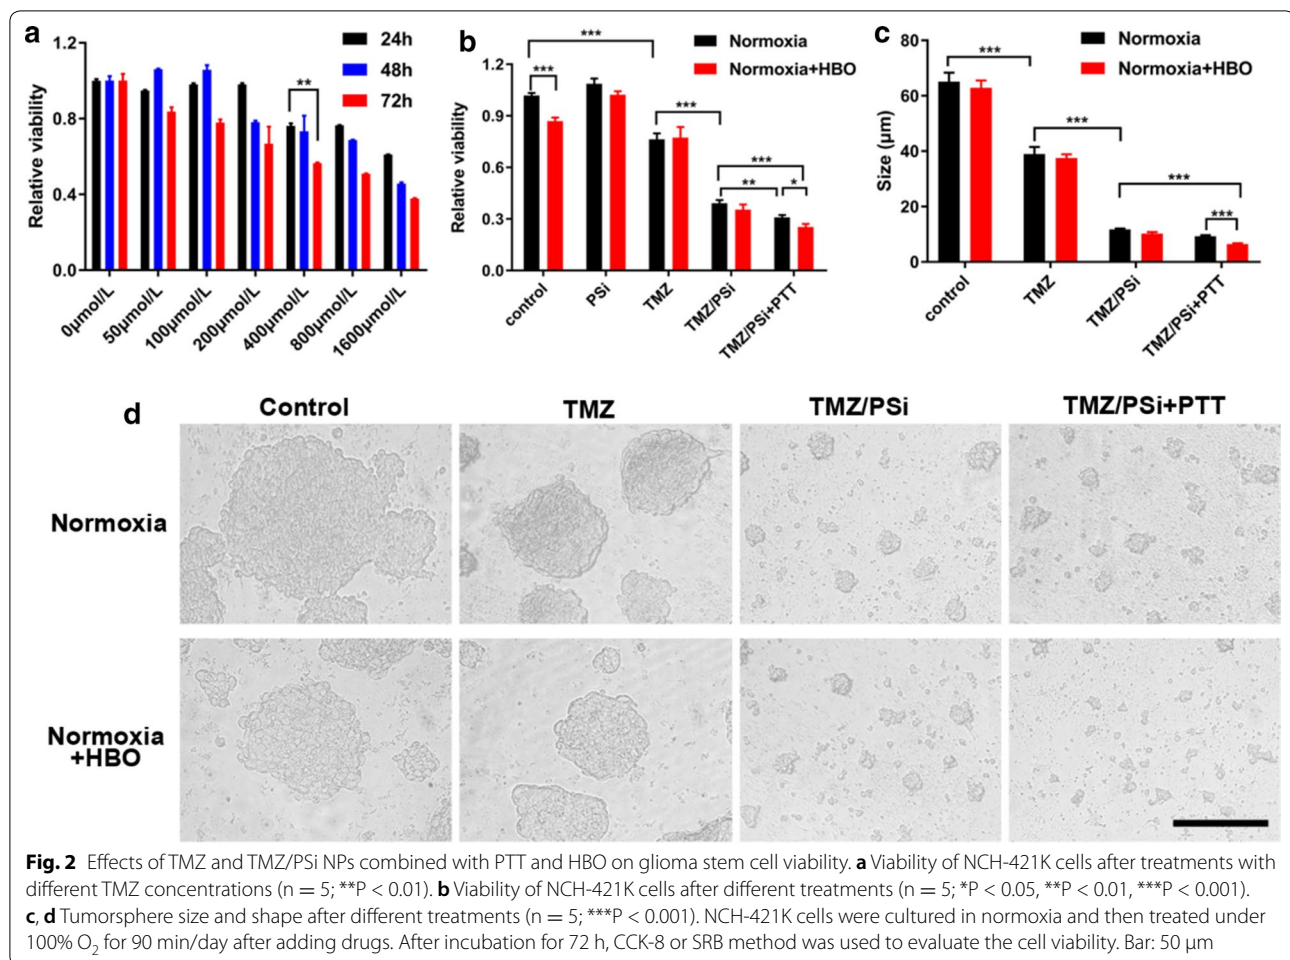 a
1.2
0.8
0.4
0.0
Relative viability
24h
48h
72h
**
0µmol/L
50µmol/L
100µmol/L
200µmol/L
400µmol/L
800µmol/L
1600µmol/L
b
1.2
0.9
0.6
0.3
0.0
Relative viability
Normoxia
Normoxia+HBO
***
***
***
***
**
*
control
PSi
TMZ
TMZ/PSi
TMZ/PSi+PTT
c
80
60
40
20
0
Size (µm)
Normoxia
Normoxia+HBO
***
***
***
***
control
TMZ
TMZ/PSi
TMZ/PSi+PTT
d
Control
TMZ
TMZ/PSi
TMZ/PSi+PTT
Normoxia
Normoxia
+HBO
Fig. 2 Effects of TMZ and TMZ/PSi NPs combined with PTT and HBO on glioma stem cell viability. a Viability of NCH-421K cells after treatments with
different TMZ concentrations (n = 5; **P < 0.01). b Viability of NCH-421K cells after different treatments (n = 5; *P < 0.05, **P < 0.01, ***P < 0.001).
c, d Tumorsphere size and shape after different treatments (n = 5; ***P < 0.001). NCH-421K cells were cultured in normoxia and then treated under
100% O₂ for 90 min/day after adding drugs. After incubation for 72 h, CCK-8 or SRB method was used to evaluate the cell viability. Bar: 50 µm